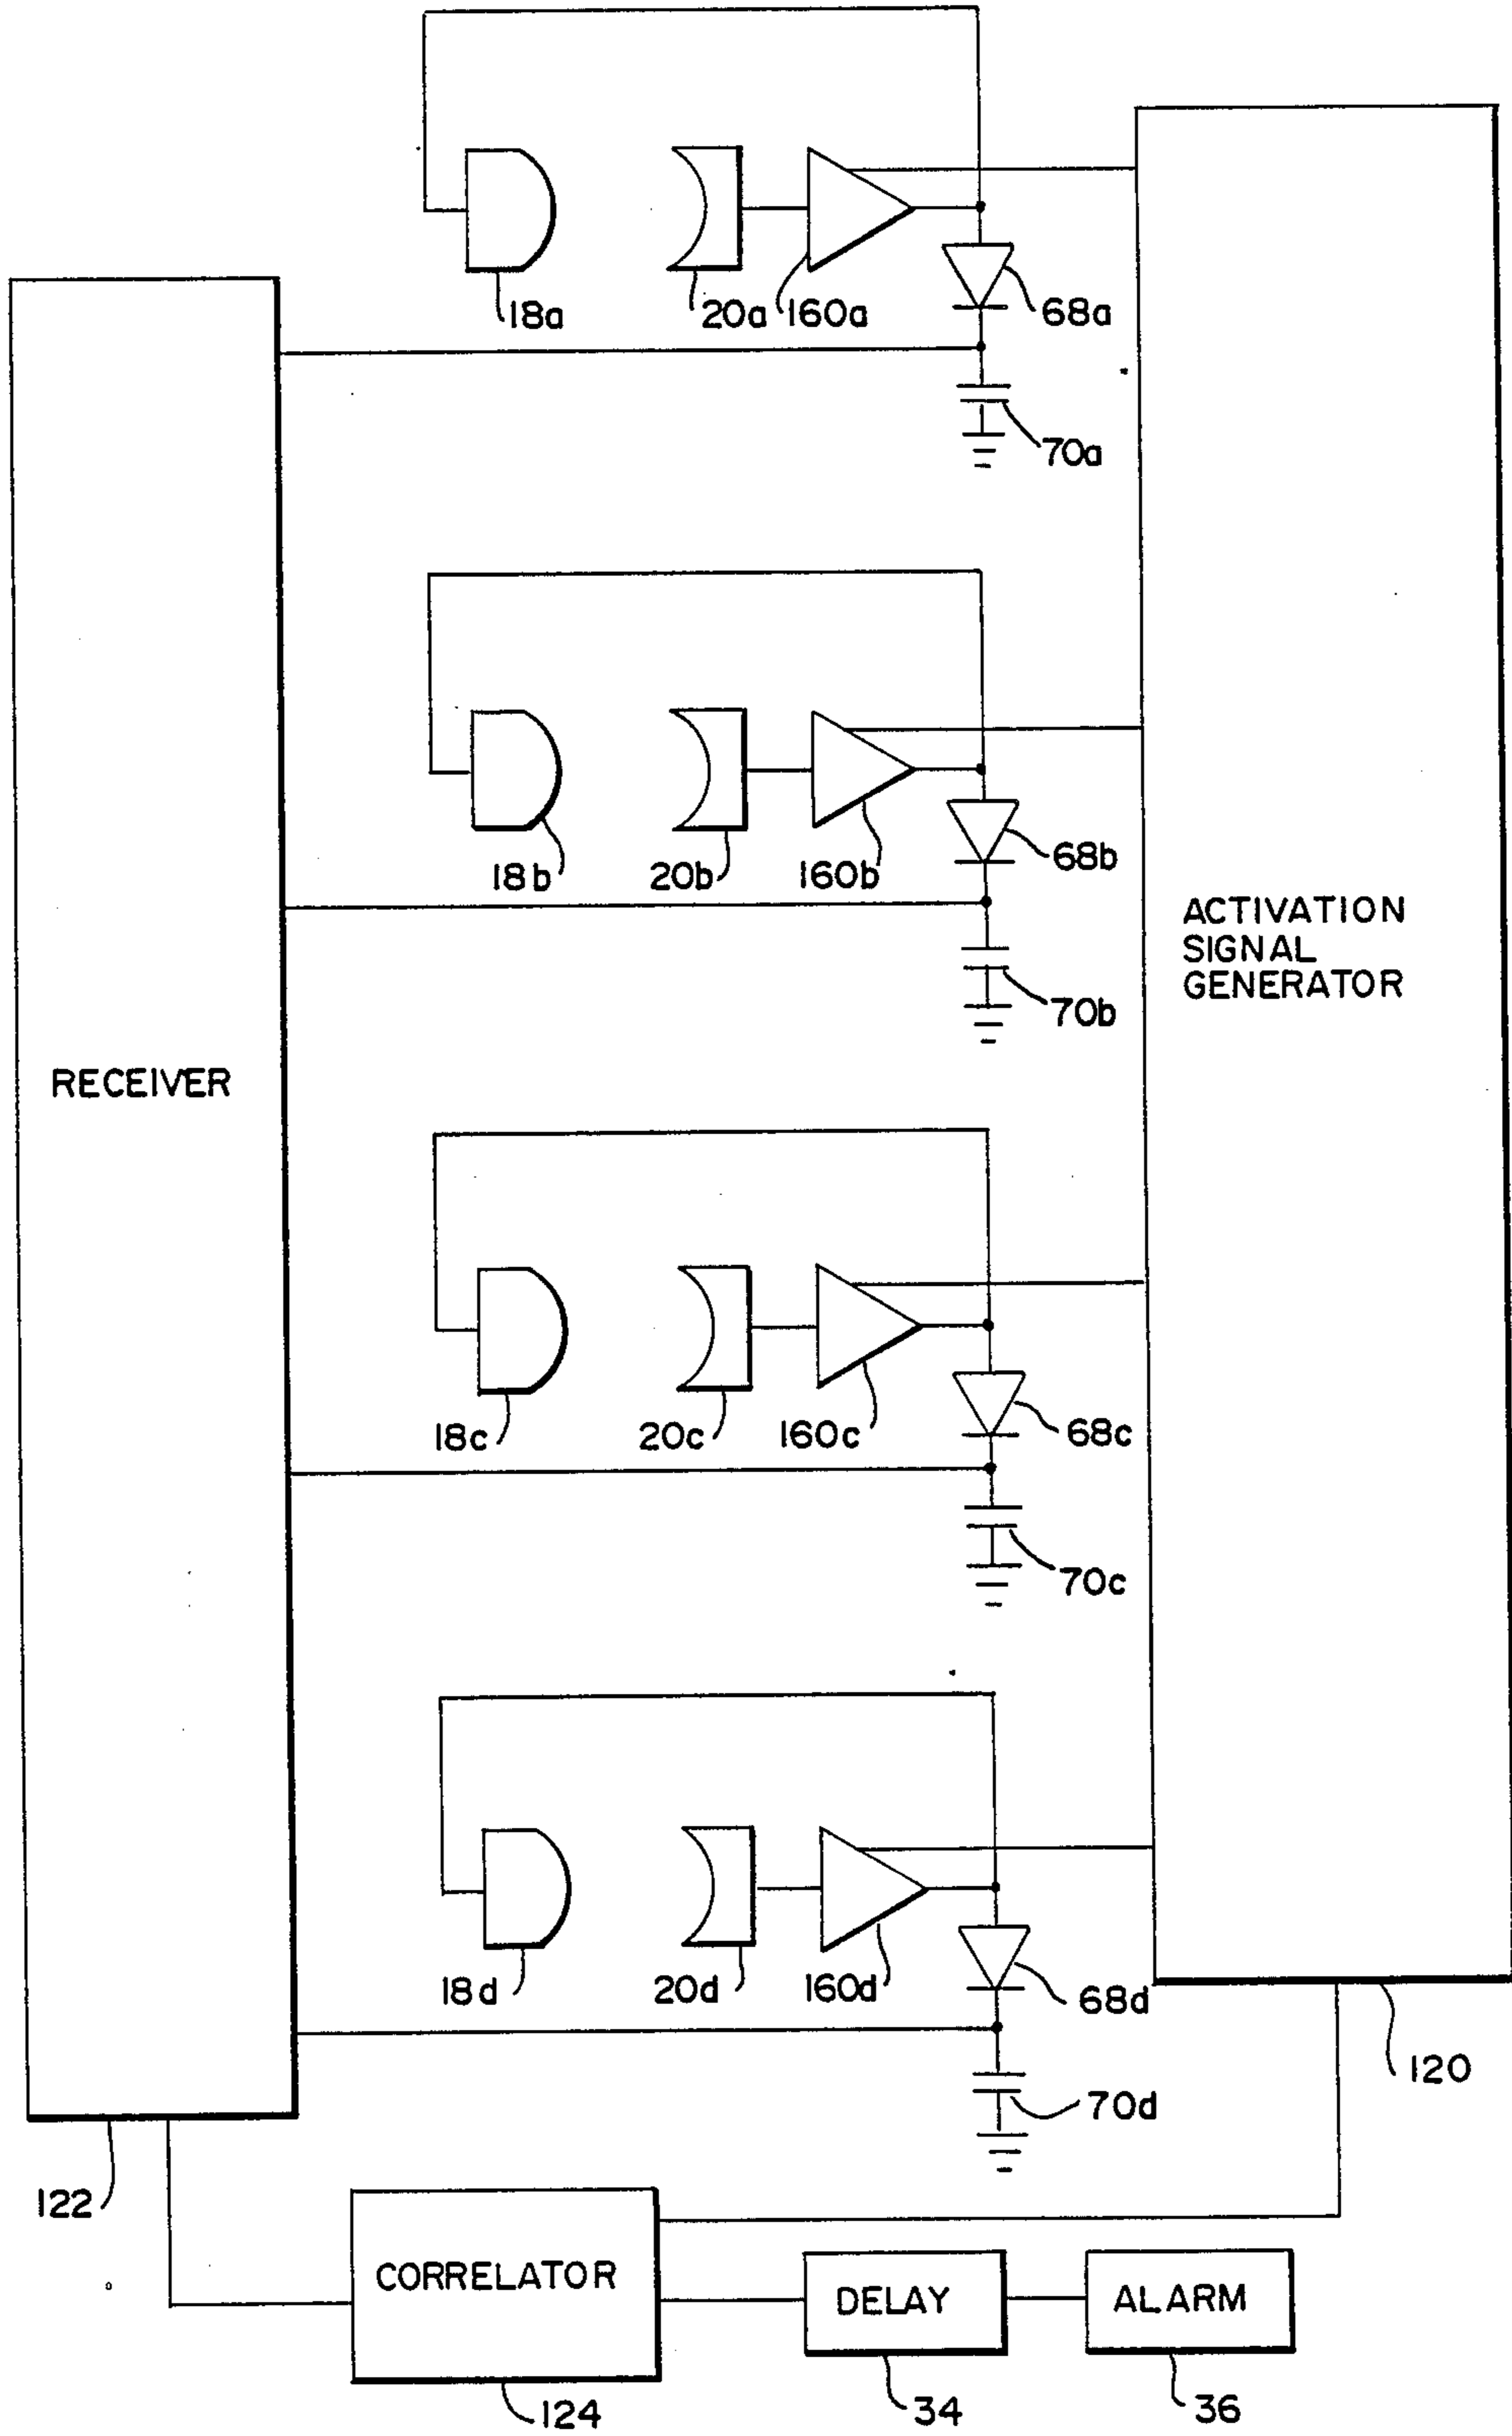 18a
20a
160a
68a
70a
18b
20b
160b
68b
ACTIVATION
SIGNAL
GENERATOR
70b
RECEIVER
18c
20c
160c
68c
70c
18d
20d
160d
68d
120
70d
122
CORRELATOR
DELAY
ALARM
124
34
36